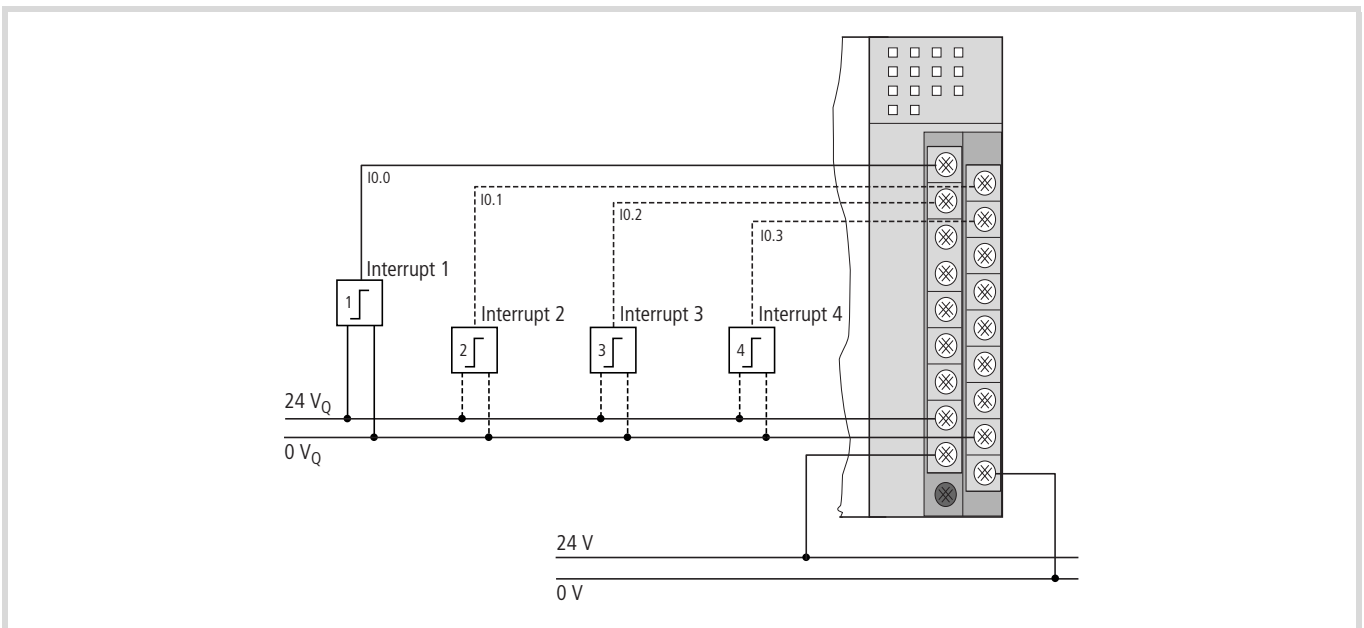 I0.0
I0.1
I0.2
I0.3
Interrupt 1
1
Interrupt 2
Interrupt 3
Interrupt 4
2
3
4
24 VQ
0 VQ
24 V
0 V